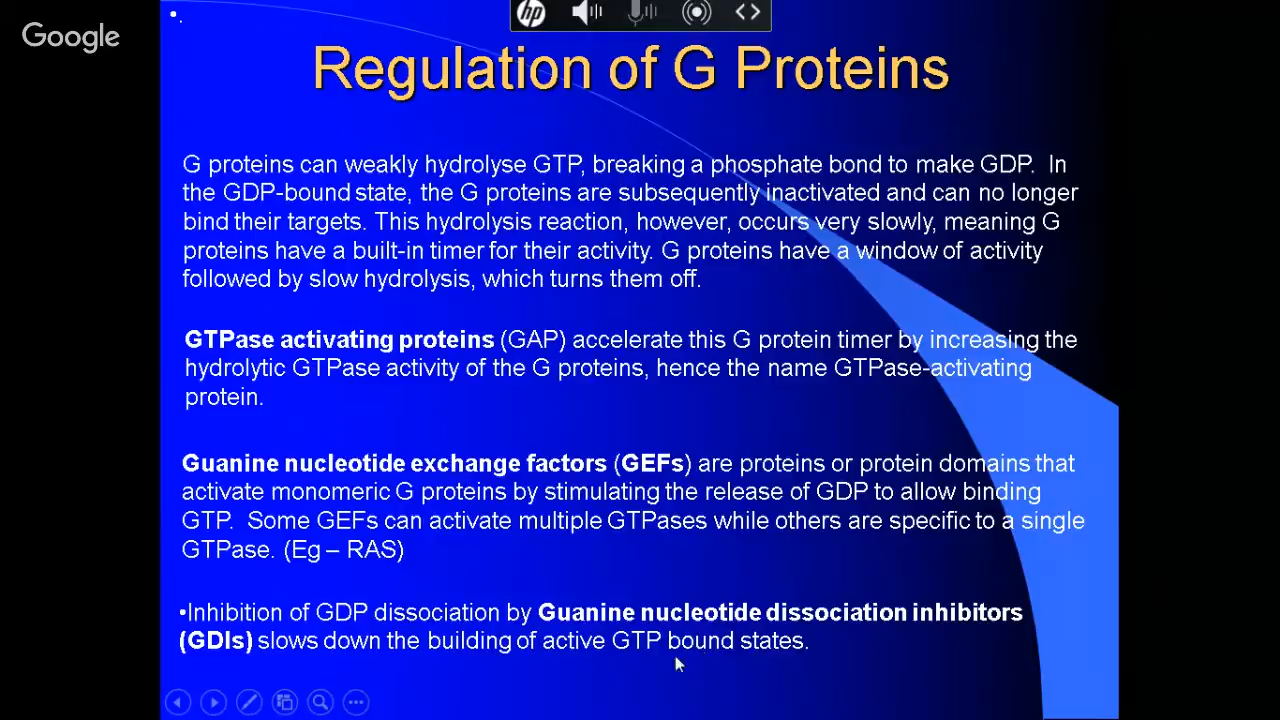 Google
hp
Regulation of G Proteins
G proteins can weakly hydrolyse GTP, breaking a phosphate bond to make GDP. In
the GDP-bound state, the G proteins are subsequently inactivated and can no longer
bind their targets. This hydrolysis reaction, however, occurs very slowly, meaning G
proteins have a built-in timer for their activity. G proteins have a window of activity
followed by slow hydrolysis, which turns them off.
GTPase activating proteins (GAP) accelerate this G protein timer by increasing the
hydrolytic GTPase activity of the G proteins, hence the name GTPase-activating
protein.
Guanine nucleotide exchange factors (GEFs) are proteins or protein domains that
activate monomeric G proteins by stimulating the release of GDP to allow binding
GTP. Some GEFs can activate multiple GTPases while others are specific to a single
GTPase. (Eg – RAS)
•Inhibition of GDP dissociation by Guanine nucleotide dissociation inhibitors
(GDIs) slows down the building of active GTP bound states.